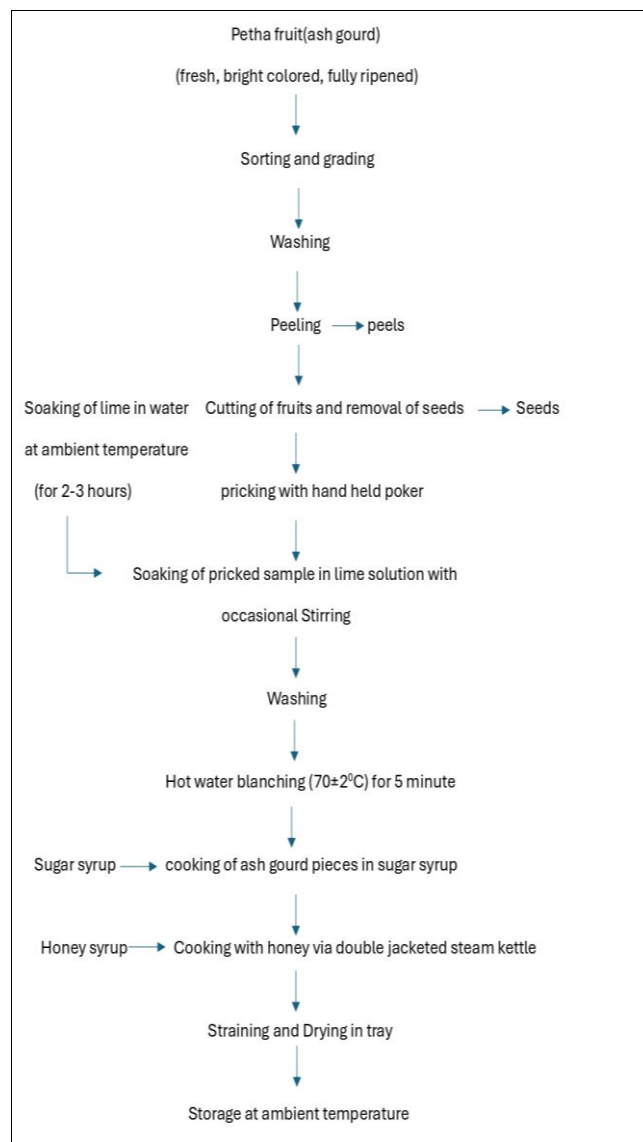 Petha fruit(ash gourd)
(fresh, bright colored, fully ripened)
Sorting and grading
Washing
Peeling
peels
Soaking of lime in water
at ambient temperature
(for 2-3 hours)
Cutting of fruits and removal of seeds
Seeds
pricking with hand held poker
Soaking of pricked sample in lime solution with
occasional Stirring
Washing
Hot water blanching (70±2⁰C) for 5 minute
Sugar syrup
cooking of ash gourd pieces in sugar syrup
Honey syrup
Cooking with honey via double jacketed steam kettle
Straining and Drying in tray
Storage at ambient temperature